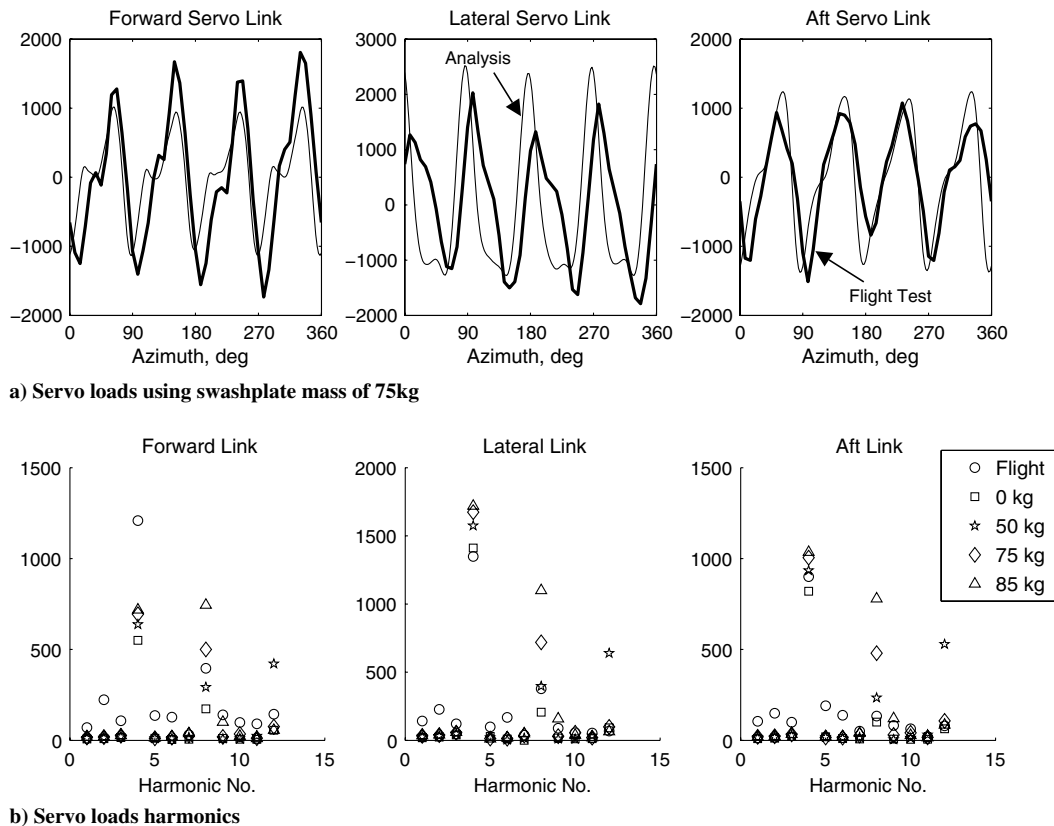 Forward Servo Link
Lateral Servo Link
Aft Servo Link
2000
1000
0
−1000
−2000
0 90 180 270 360
Azimuth, deg
3000
2000
1000
0
−1000
−2000
0 90 180 270 360
Azimuth, deg
Analysis
2000
1000
0
−1000
−2000
0 90 180 270 360
Azimuth, deg
Flight Test
a) Servo loads using swashplate mass of 75kg
Forward Link
Lateral Link
Aft Link
1500
1000
500
0
0 5 10 15
Harmonic No.
2000
1500
1000
500
0
0 5 10 15
Harmonic No.
1500
1000
500
0
0 5 10 15
Harmonic No.
Flight
0 kg
50 kg
75 kg
85 kg
b) Servo loads harmonics